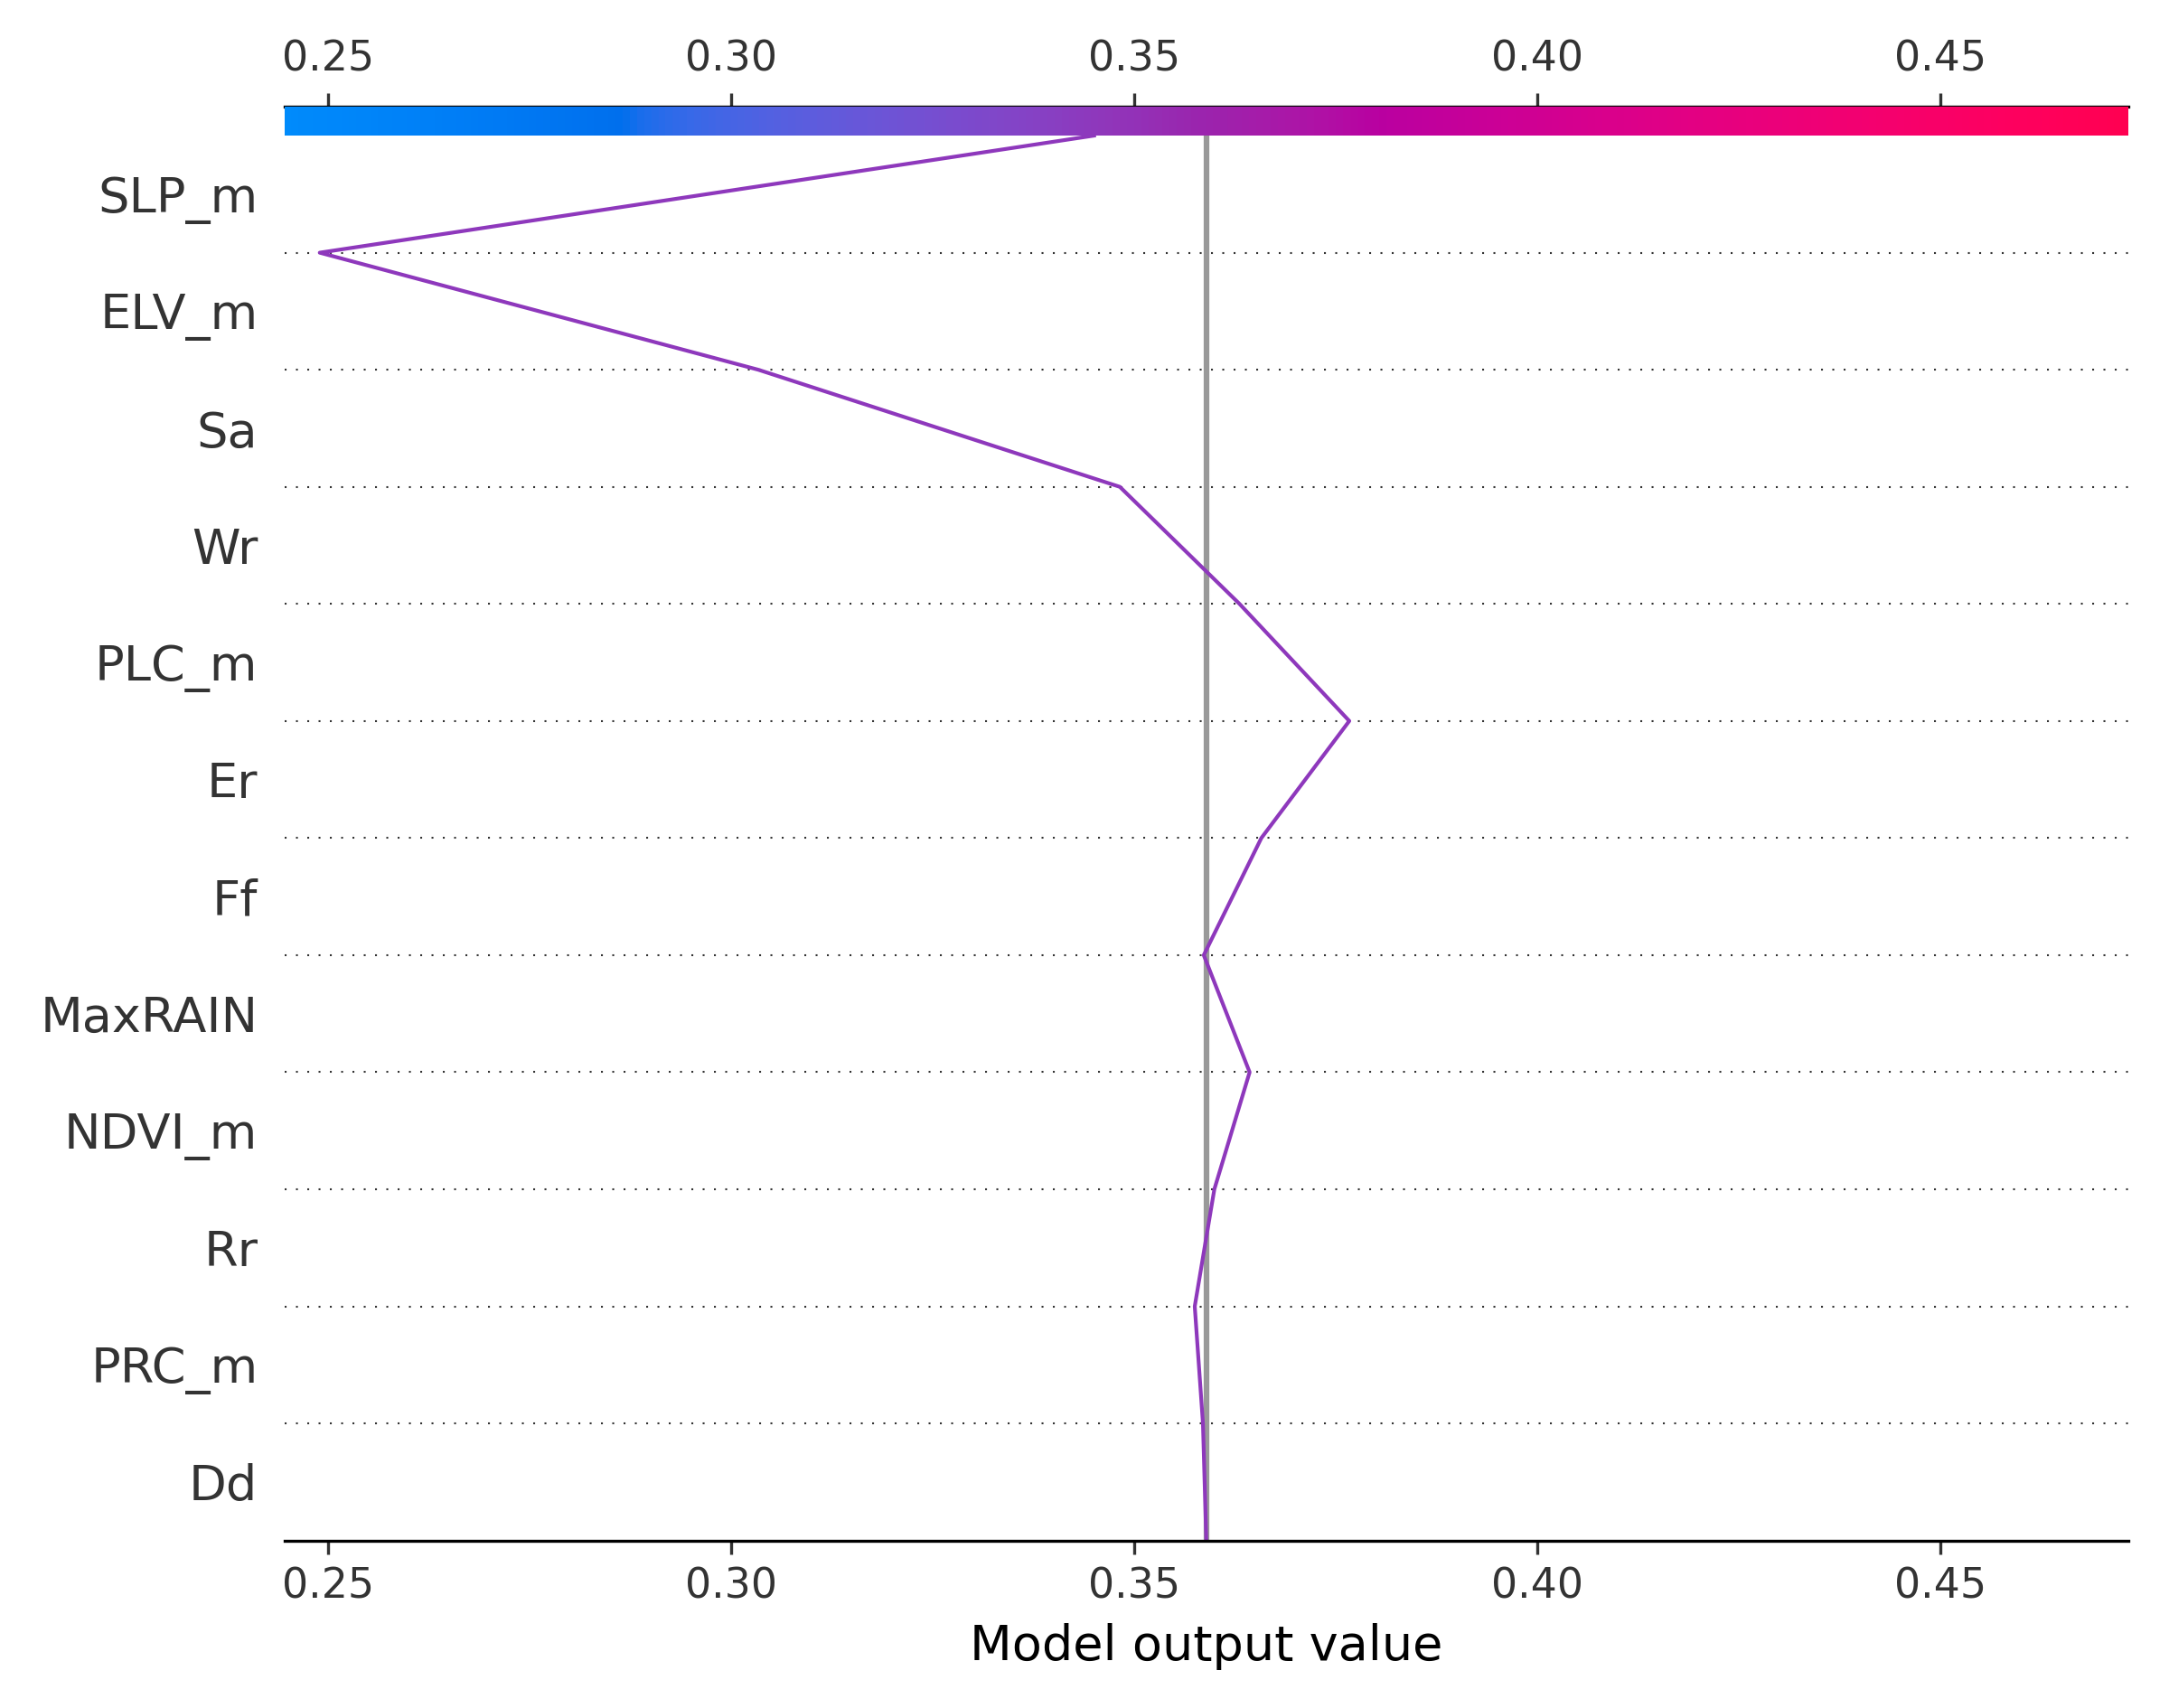 0.25 0.30 0.35 0.40 0.45
SLP_m
ELV_m
Sa
Wr
PLC_m
Er
Ff
MaxRAIN
NDVI_m
Rr
PRC_m
Dd
0.25 0.30 0.35 0.40 0.45
Model output value